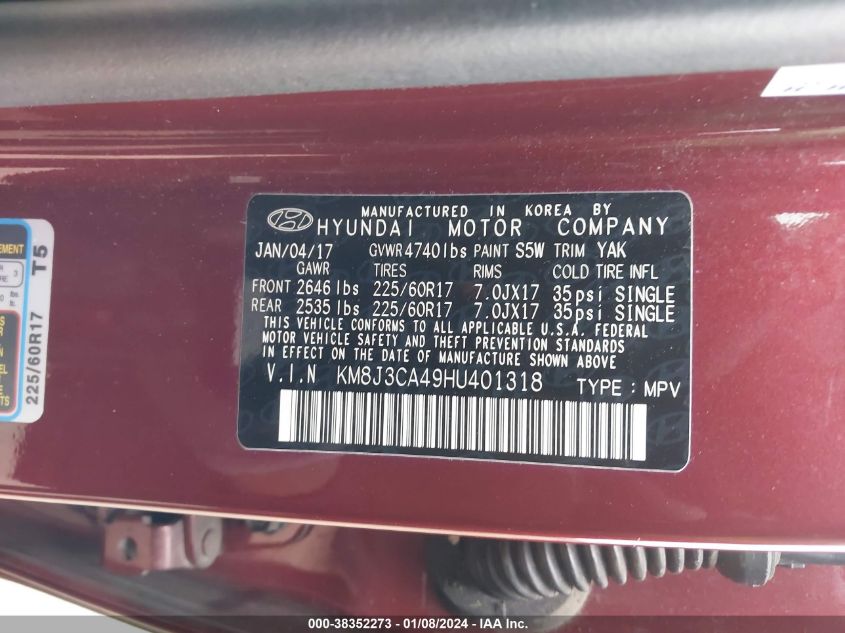 MANUFACTURED IN KOREA BY
HYUNDAI MOTOR COMPANY
JAN/04/17 GVWR 4740lbs PAINT S5W TRIM YAK
GAWR TIRES RIMS COLD TIRE INFL
FRONT 2646lbs 225/60R17 7.0JX17 35psi SINGLE
REAR 2535lbs 225/60R17 7.0JX17 35psi SINGLE
THIS VEHICLE CONFORMS TO ALL APPLICABLE U.S.A. FEDERAL
MOTOR VEHICLE SAFETY AND THEFT PREVENTION STANDARDS
IN EFFECT ON THE DATE OF MANUFACTURE SHOWN ABOVE
V.I.N KM8J3CA49HU401318 TYPE : MPV
225/60R17 T5
000-38352273 - 01/08/2024 - IAA Inc.